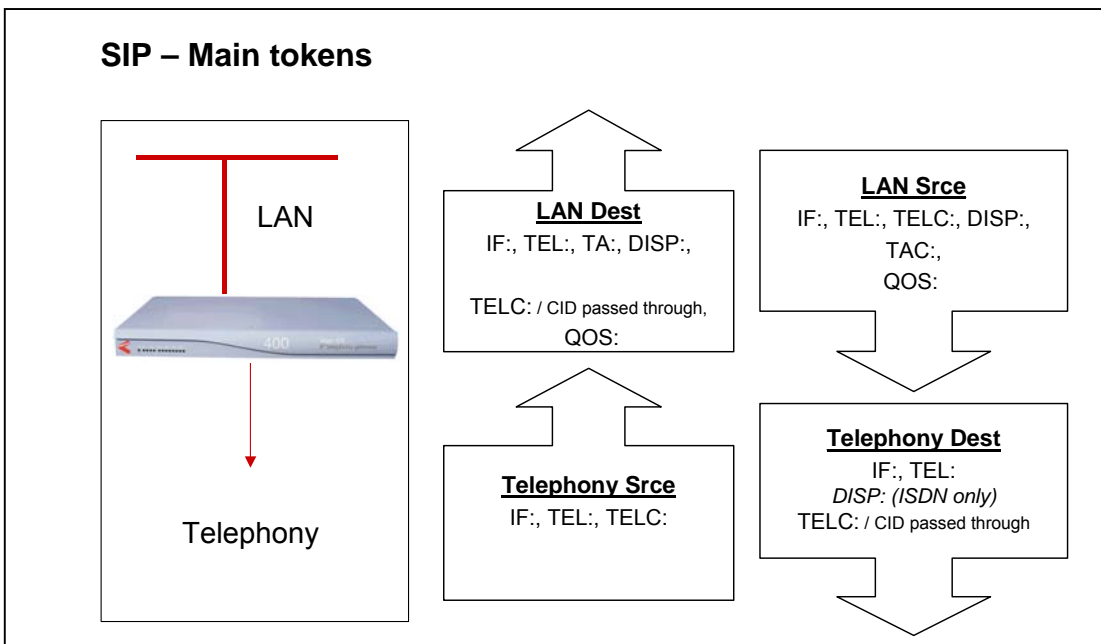 SIP – Main tokens
LAN
400
Telephony
LAN Dest
IF:, TEL:, TA:, DISP:,
TELC: / CID passed through,
QOS:
Telephony Srce
IF:, TEL:, TELC:
LAN Srce
IF:, TEL:, TELC:, DISP:,
TAC:,
QOS:
Telephony Dest
IF:, TEL:
DISP: (ISDN only)
TELC: / CID passed through